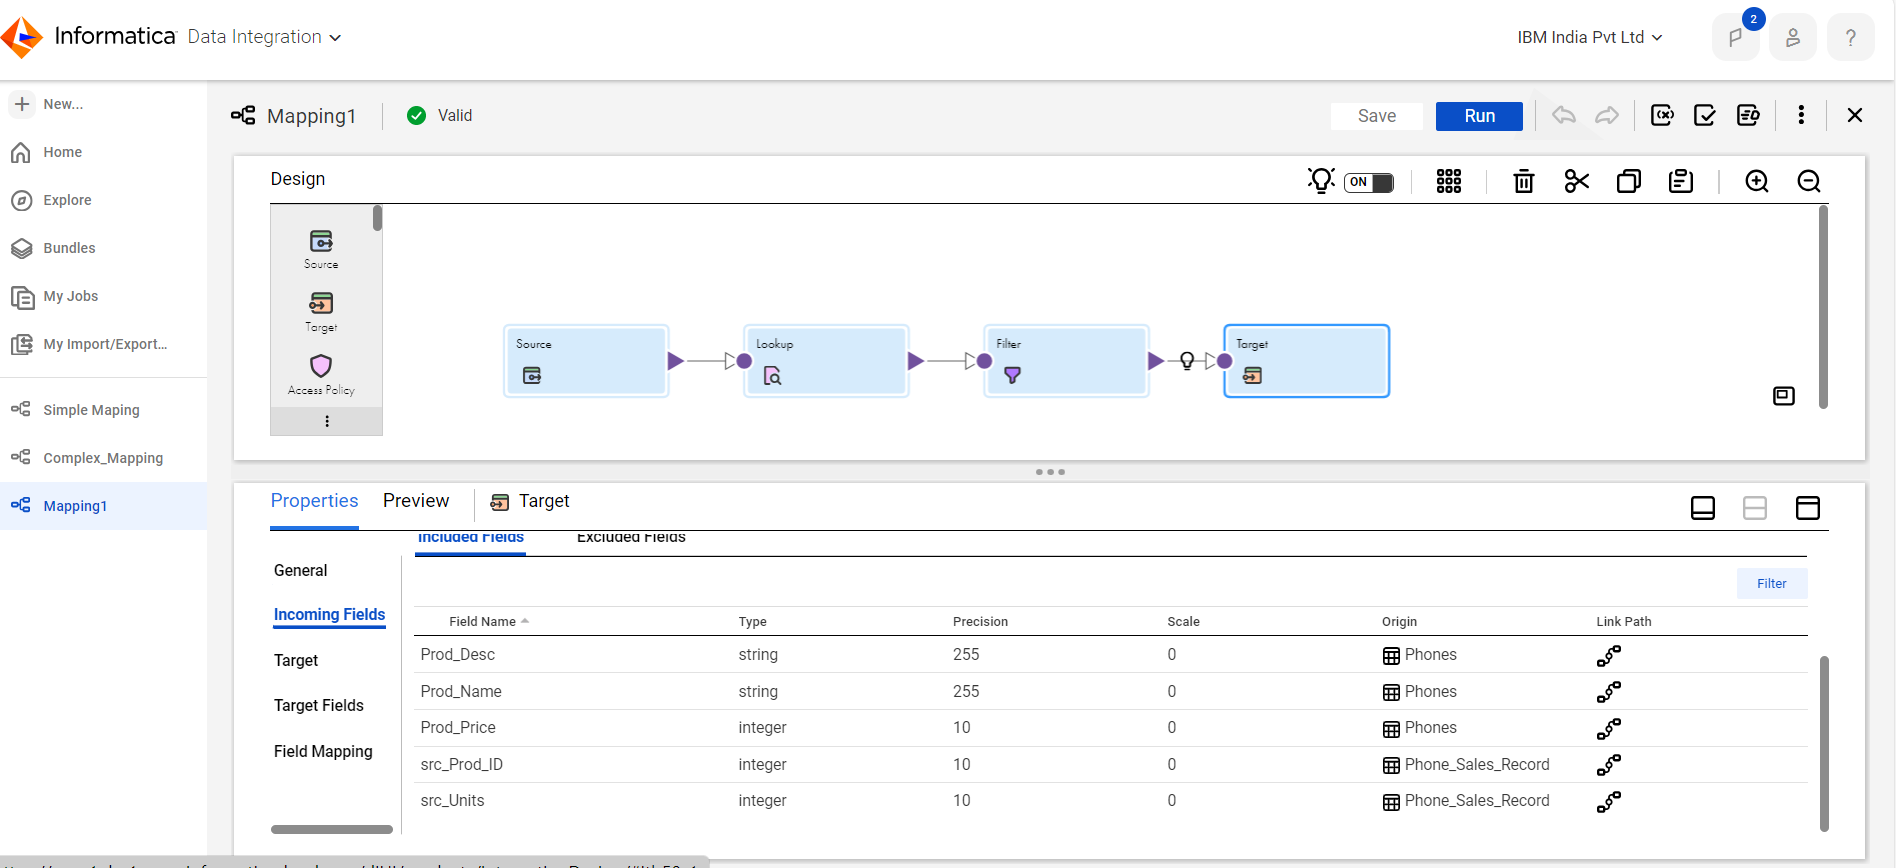 Informatica Data Integration
IBM India Pvt Ltd
2
?
New...
Home
Explore
Bundles
My Jobs
My Import/Export...
Simple Maping
Complex_Mapping
Mapping1
Mapping1 Valid
Save Run
Design
ON
Source
Target
Access Policy
Source Lookup Filter Target
Properties Preview Target
Included Fields Excluded Fields
General
Incoming Fields
Target
Target Fields
Field Mapping
Filter
Field Name Type Precision Scale Origin Link Path
Prod_Desc string 255 0 Phones
Prod_Name string 255 0 Phones
Prod_Price integer 10 0 Phones
src_Prod_ID integer 10 0 Phone_Sales_Record
src_Units integer 10 0 Phone_Sales_Record